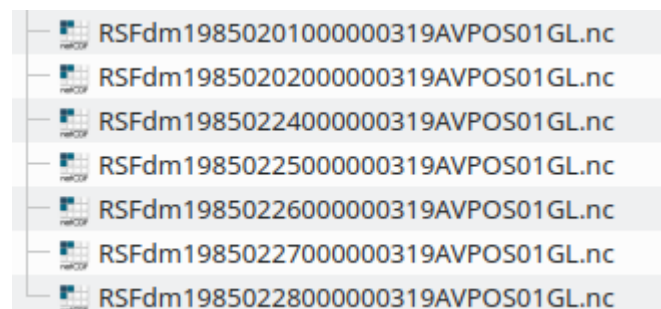 RSFdm19850201000000319AVPOS01GL.nc
RSFdm19850202000000319AVPOS01GL.nc
RSFdm19850224000000319AVPOS01GL.nc
RSFdm19850225000000319AVPOS01GL.nc
RSFdm19850226000000319AVPOS01GL.nc
RSFdm19850227000000319AVPOS01GL.nc
RSFdm19850228000000319AVPOS01GL.nc